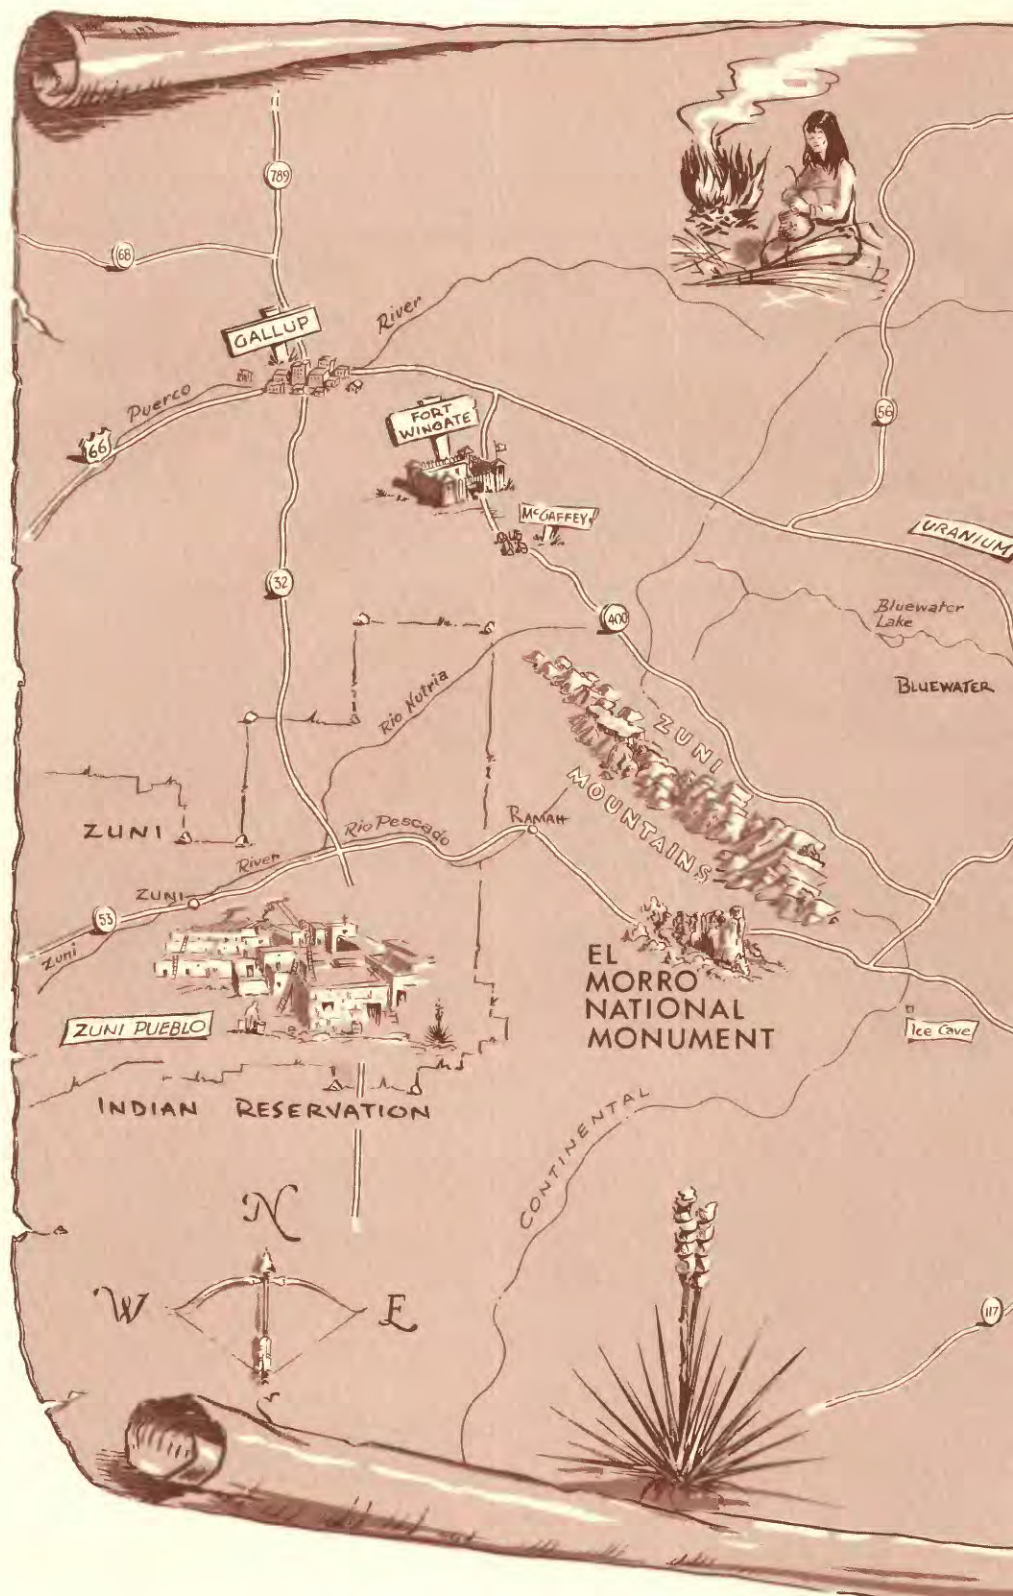 789
68
GALLUP
River
Puerco
66
FORT
WINGATE
56
McGAFFEY
URANIUM
32
400
Bluewater
Lake
BLUEWATER
Rio Nutria
ZUNI
MOUNTAINS
ZUNI
River
Rio Pescado
RAMAH
ZUNI
53
Zuni
EL
MORRO
NATIONAL
MONUMENT
ZUNI PUEBLO
Ice Cave
INDIAN RESERVATION
CONTINENTAL
N
W
E
117